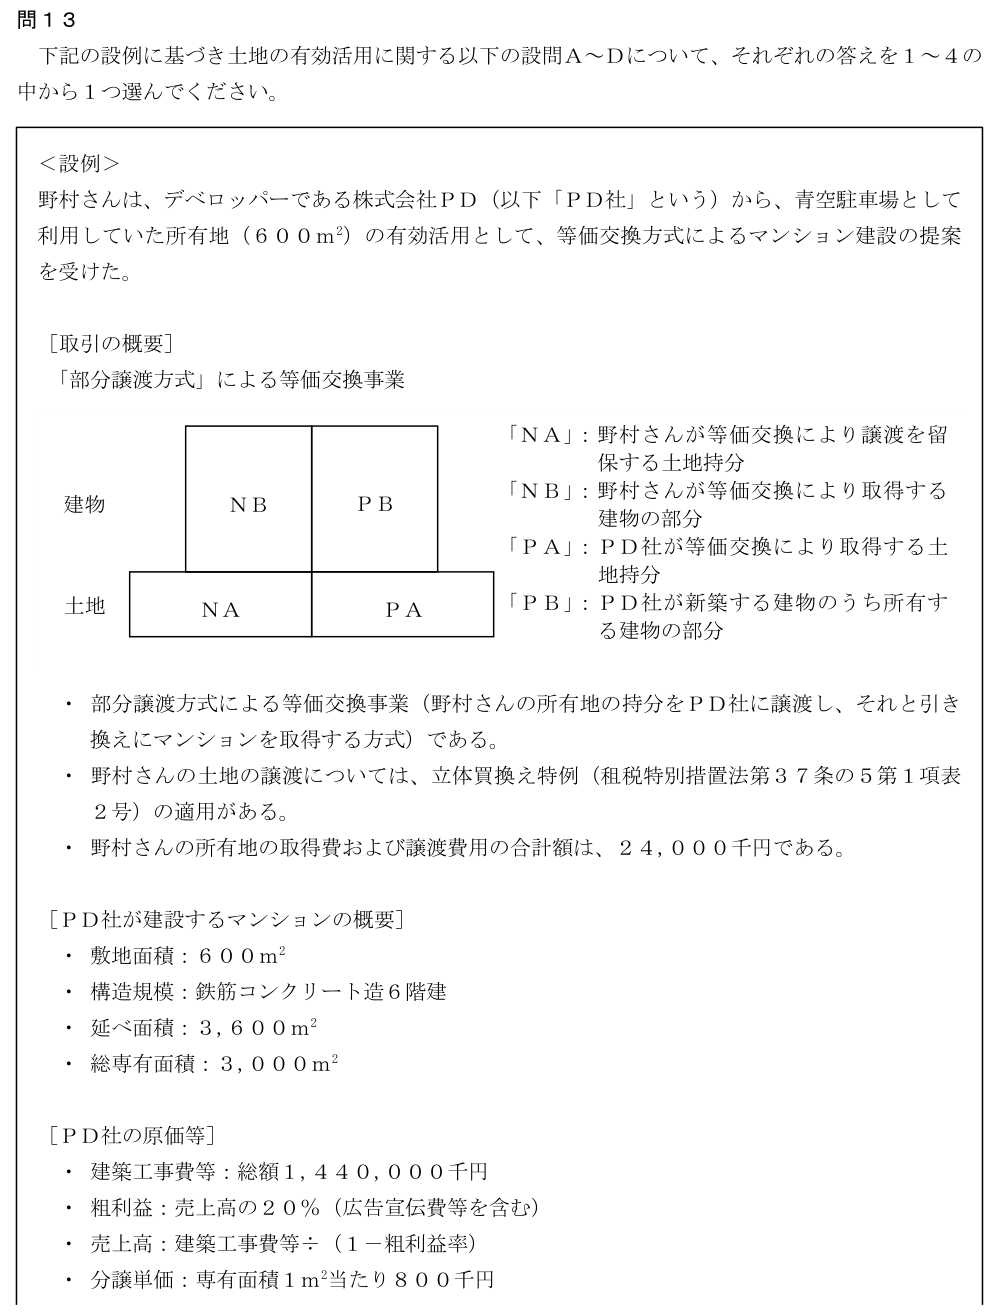 問１３
下記の設例に基づき土地の有効活用に関する以下の設問Ａ～Ｄについて、それぞれの答えを１～４の
中から１つ選んでください。
＜設例＞
野村さんは、デベロッパーである株式会社ＰＤ（以下「ＰＤ社」という）から、青空駐車場として
利用していた所有地（６００m²）の有効活用として、等価交換方式によるマンション建設の提案
を受けた。
［取引の概要］
「部分譲渡方式」による等価交換事業
建物
ＮＢ
ＰＢ
土地
ＮＡ
ＰＡ
「ＮＡ」：野村さんが等価交換により譲渡を留
保する土地持分
「ＮＢ」：野村さんが等価交換により取得する
建物の部分
「ＰＡ」：ＰＤ社が等価交換により取得する土
地持分
「ＰＢ」：ＰＤ社が新築する建物のうち所有す
る建物の部分
・ 部分譲渡方式による等価交換事業（野村さんの所有地の持分をＰＤ社に譲渡し、それと引き
換えにマンションを取得する方式）である。
・ 野村さんの土地の譲渡については、立体買換え特例（租税特別措置法第３７条の５第１項表
２号）の適用がある。
・ 野村さんの所有地の取得費および譲渡費用の合計額は、２４，０００千円である。
［ＰＤ社が建設するマンションの概要］
・ 敷地面積：６００m²
・ 構造規模：鉄筋コンクリート造６階建
・ 延べ面積：３，６００m²
・ 総専有面積：３，０００m²
［ＰＤ社の原価等］
・ 建築工事費等：総額１，４４０，０００千円
・ 粗利益：売上高の２０％（広告宣伝費等を含む）
・ 売上高：建築工事費等÷（１－粗利益率）
・ 分譲単価：専有面積１m²当たり８００千円